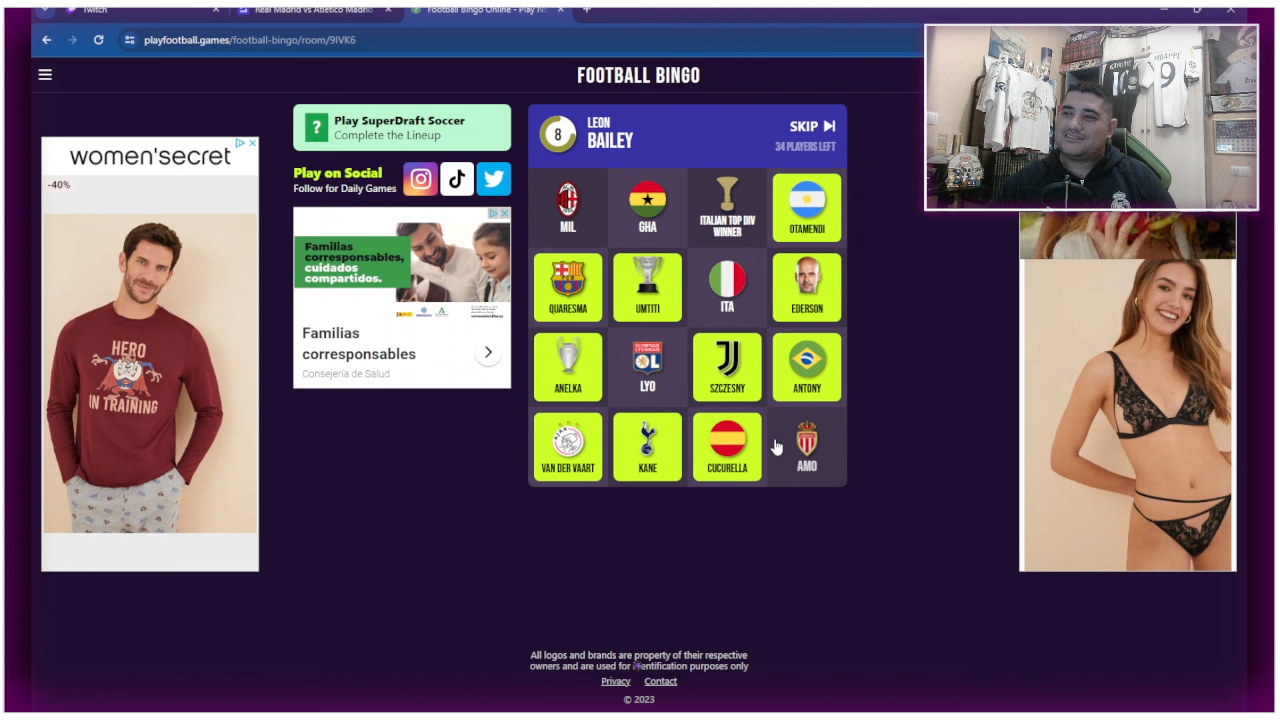 Twitch
Real Madrid vs Atletico Madrid
Football Bingo Online - Play N
playfootball.games/football-bingo/room/9IVK6
FOOTBALL BINGO
Play SuperDraft Soccer
Complete the Lineup
Play on Social
Follow for Daily Games
women'secret
-40%
HERO
IN TRAINING
Familias
corresponsables,
cuidados
compartidos.
Familias
corresponsables
Consejería de Salud
8
LEON
BAILEY
SKIP
34 PLAYERS LEFT
MIL
GHA
ITALIAN TOP DIV
WINNER
OTAMENDI
QUARESMA
UMTITI
ITA
EDERSON
ANELKA
LYO
SZCZESNY
ANTONY
VAN DER VAART
KANE
CUCURELLA
AMO
MBAPPE
9
All logos and brands are property of their respective
owners and are used for identification purposes only
Privacy
Contact
© 2023